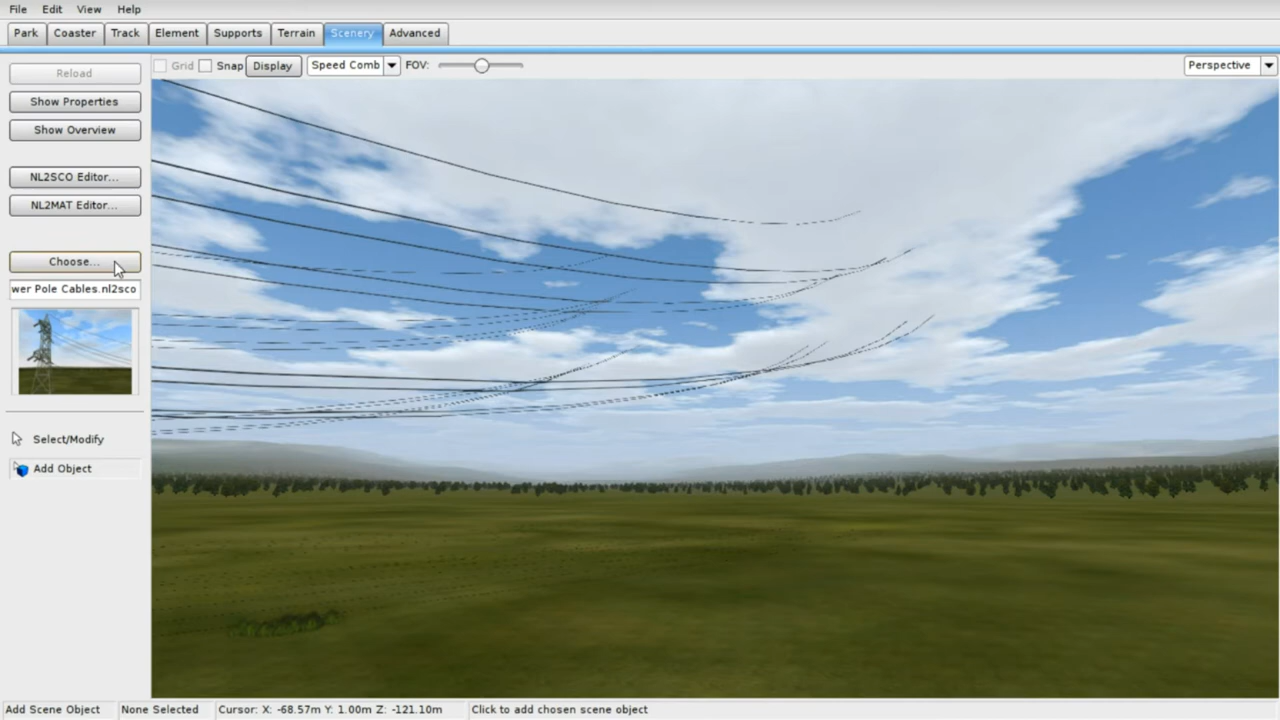 File Edit View Help
Park Coaster Track Element Supports Terrain Scenery Advanced
Reload
Grid Snap Display Speed Comb FOV: Perspective
Show Properties
Show Overview
NL2SCO Editor...
NL2MAT Editor...
Choose...
wer Pole Cables.nl2sco
Select/Modify
Add Object
Add Scene Object None Selected Cursor: X: -68.57m Y: 1.00m Z: -121.10m Click to add chosen scene object